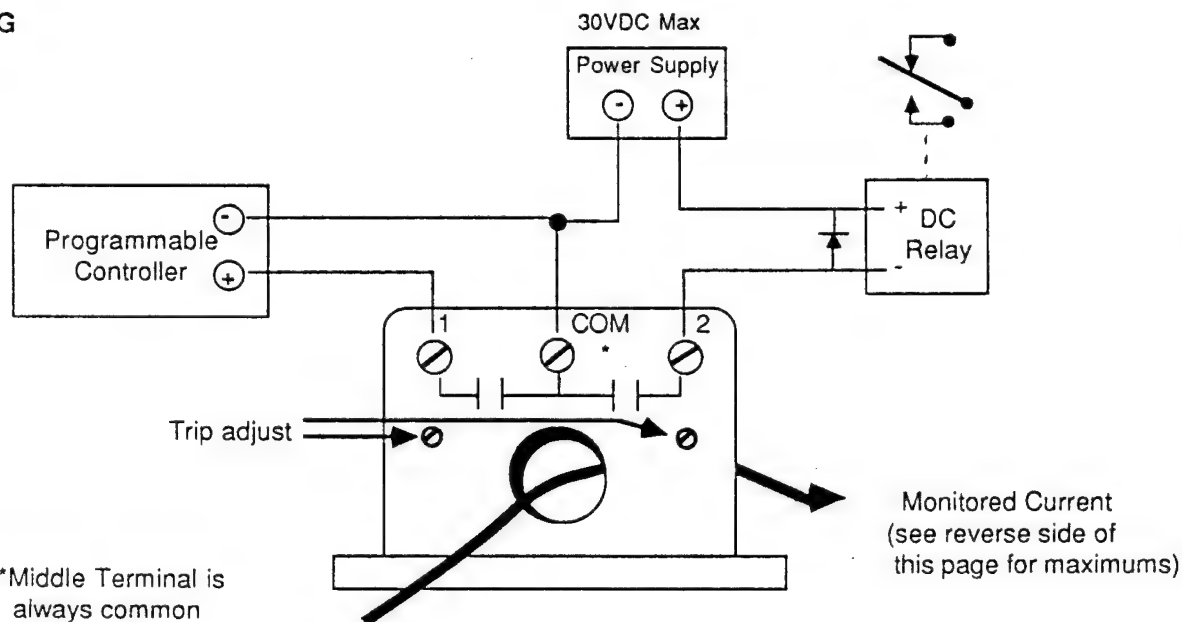 G
30VDC Max
Power Supply
- +
Programmable
Controller
-
+
+
DC
Relay
-
1 COM 2
*
Trip adjust
Monitored Current
(see reverse side of
this page for maximums)
*Middle Terminal is
always common